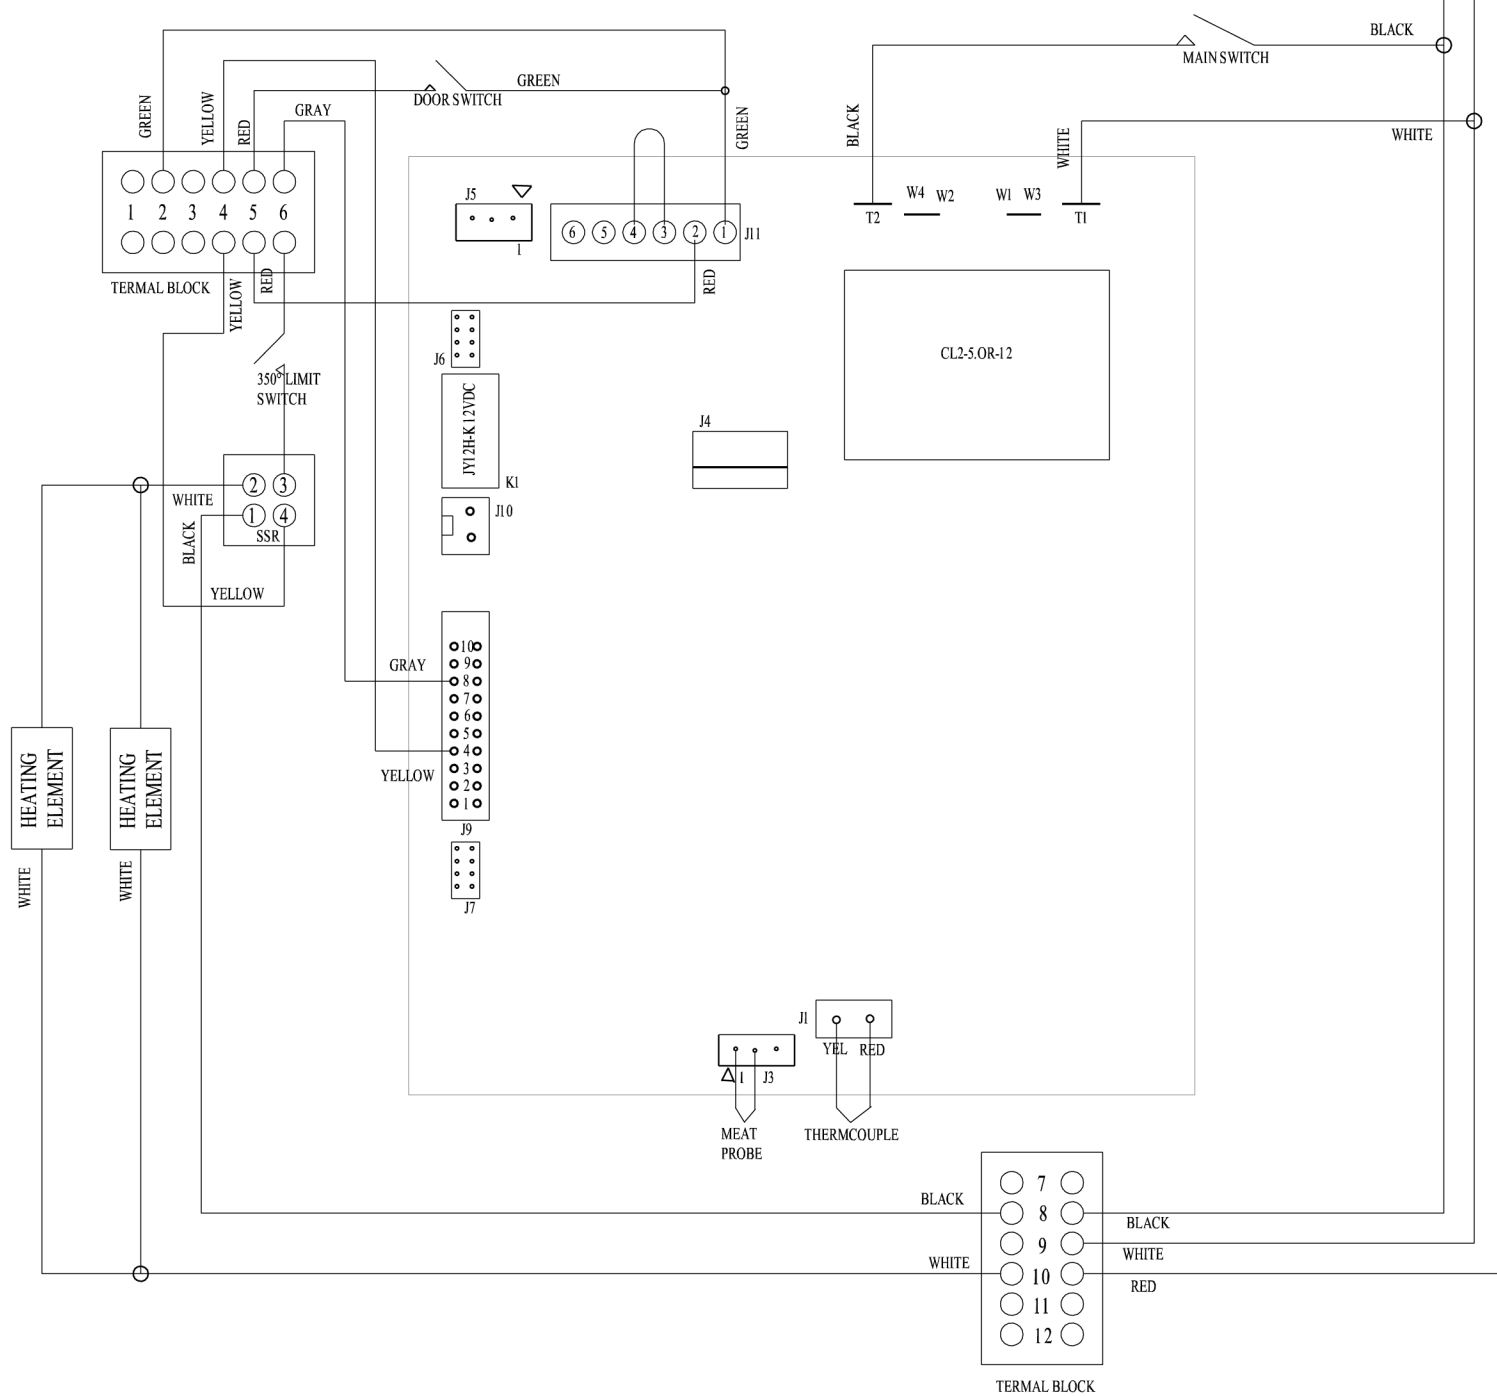 BLACK
MAIN SWITCH
GREEN
DOOR SWITCH
GREEN
YELLOW
RED
GRAY
GREEN
BLACK
WHITE
WHITE
J5
1
W4 W2
W1 W3
T2
T1
1 2 3 4 5 6
6 5 4 3 2 1
J11
TERMAL BLOCK
YELLOW
RED
RED
J6
CL2-5.OR-12
350° LIMIT
SWITCH
JY12H-K 12VDC
K1
J4
2 3
WHITE
1 4
SSR
BLACK
J10
YELLOW
10
9
GRAY
8
7
6
5
4
YELLOW
3
2
1
J9
HEATING
ELEMENT
HEATING
ELEMENT
WHITE
WHITE
J7
J1
YEL RED
1 J3
MEAT
PROBE
THERMCOUPLE
7
BLACK
8
BLACK
9
WHITE
WHITE
10
RED
11
12
TERMAL BLOCK